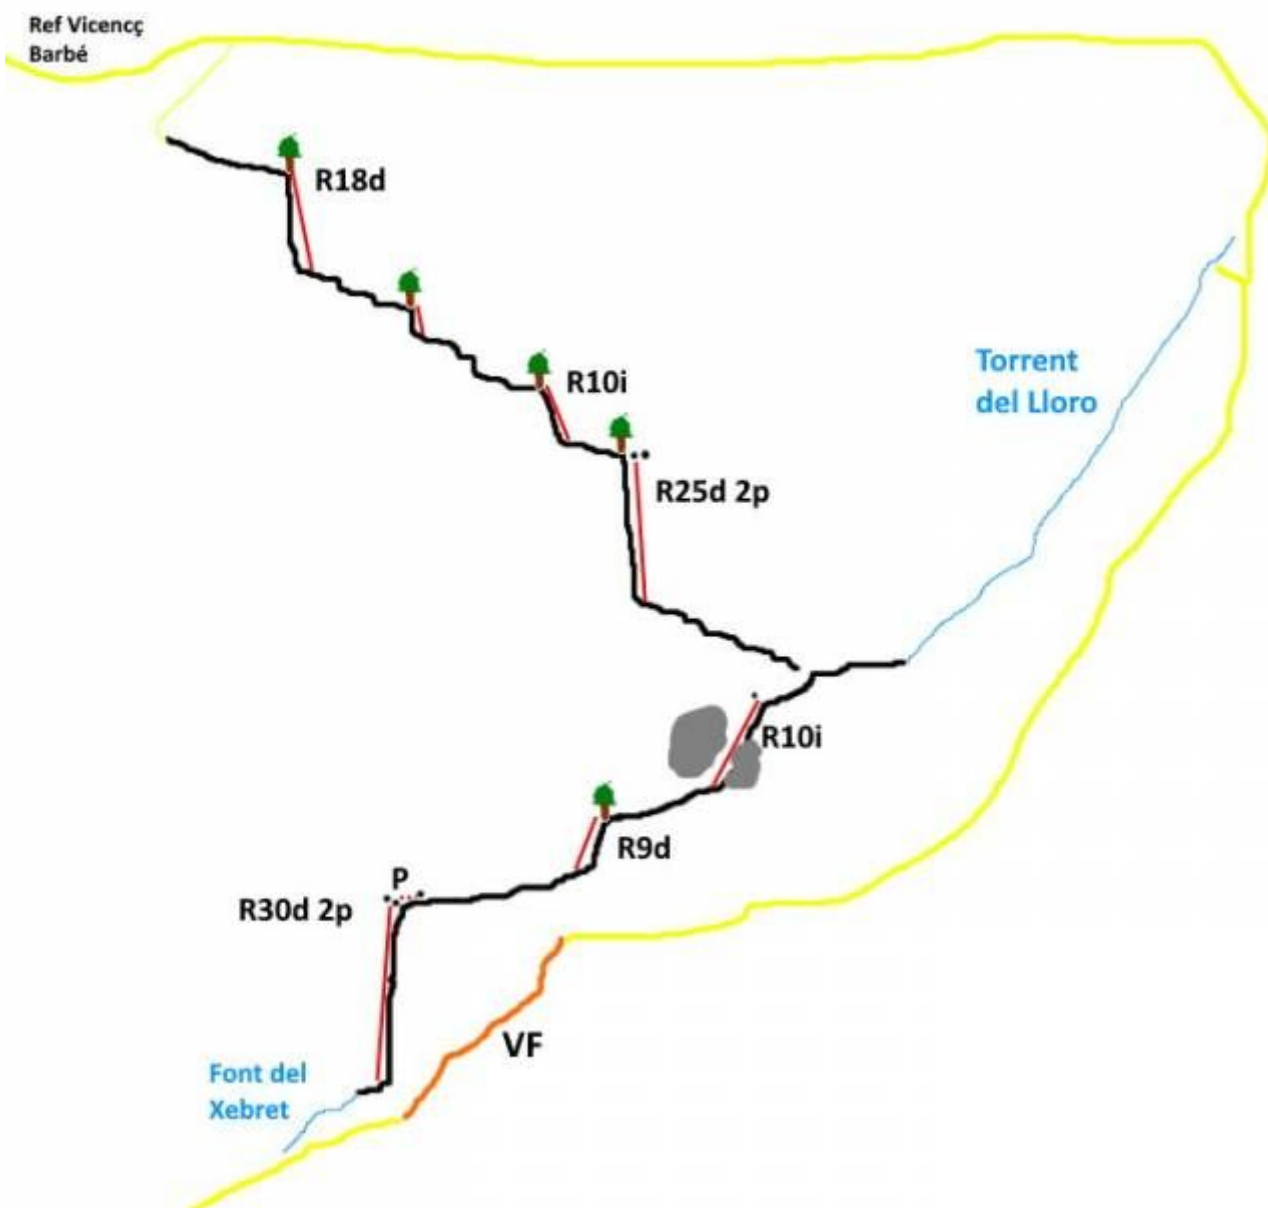 Ref Vicencç
Barbé
R18d
R10i
R25d 2p
Torrent
del Lloro
R10i
R9d
P
R30d 2p
VF
Font del
Xebret